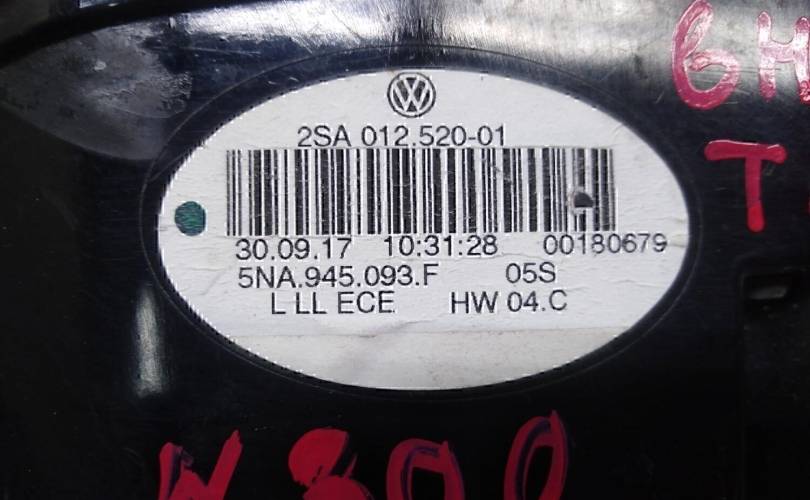 2SA 012.520-01
30.09.17 10:31:28 00180679
5NA.945.093.F 05S
L LL ECE HW 04.C